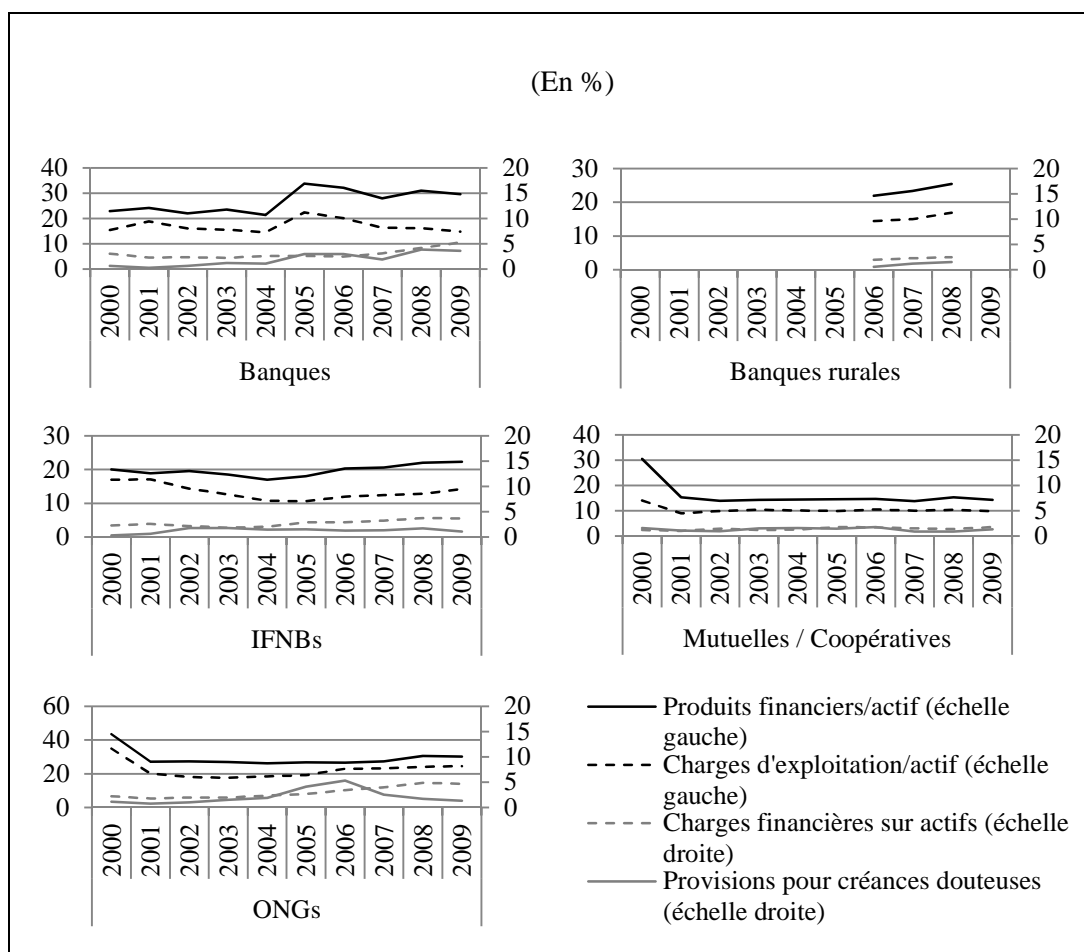 (En %)
40
30
20
10
0
20
15
10
5
0
2000 2001 2002 2003 2004 2005 2006 2007 2008 2009
Banques
30
20
10
0
20
15
10
5
0
2000 2001 2002 2003 2004 2005 2006 2007 2008 2009
Banques rurales
30
20
10
0
20
15
10
5
0
2000 2001 2002 2003 2004 2005 2006 2007 2008 2009
IFNBs
40
30
20
10
0
20
15
10
5
0
2000 2001 2002 2003 2004 2005 2006 2007 2008 2009
Mutuelles / Coopératives
60
40
20
0
20
15
10
5
0
2000 2001 2002 2003 2004 2005 2006 2007 2008 2009
ONGs
Produits financiers/actif (échelle
gauche)
Charges d'exploitation/actif (échelle
gauche)
Charges financières sur actifs (échelle
droite)
Provisions pour créances douteuses
(échelle droite)